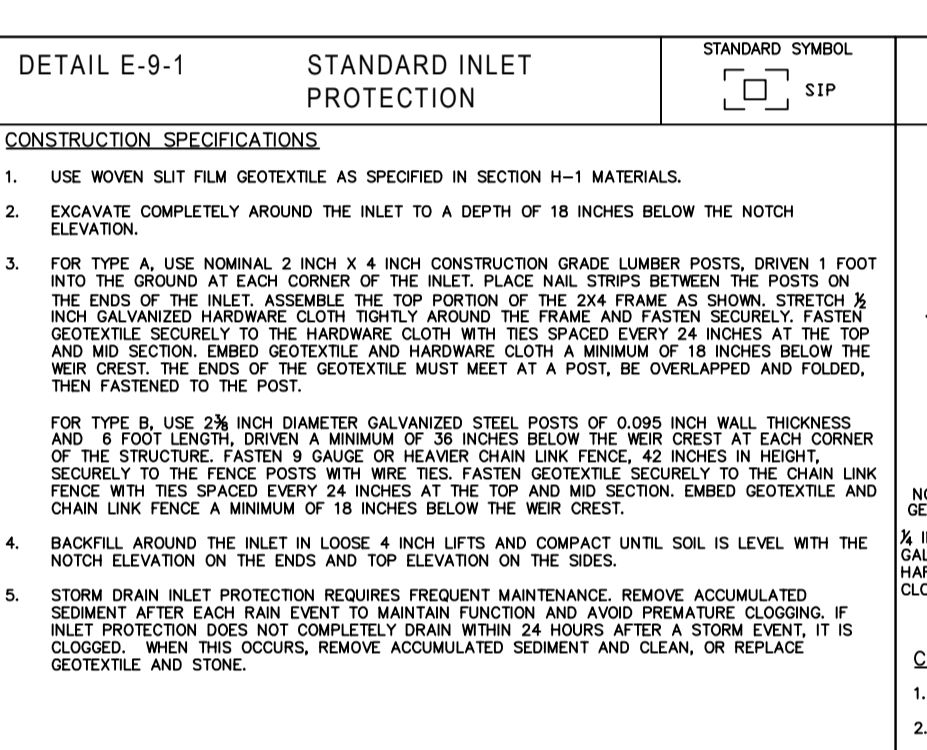 DETAIL E-9-1
STANDARD INLET
PROTECTION
STANDARD SYMBOL
SIP
CONSTRUCTION SPECIFICATIONS
1. USE WOVEN SLIT FILM GEOTEXTILE AS SPECIFIED IN SECTION H-1 MATERIALS.
2. EXCAVATE COMPLETELY AROUND THE INLET TO A DEPTH OF 18 INCHES BELOW THE NOTCH
ELEVATION.
3. FOR TYPE A, USE NOMINAL 2 INCH X 4 INCH CONSTRUCTION GRADE LUMBER POSTS, DRIVEN 1 FOOT
INTO THE GROUND AT EACH CORNER OF THE INLET. PLACE NAIL STRIPS BETWEEN THE POSTS ON
THE ENDS OF THE INLET. ASSEMBLE THE TOP PORTION OF THE 2X4 FRAME AS SHOWN. STRETCH ½
INCH GALVANIZED HARDWARE CLOTH TIGHTLY AROUND THE FRAME AND FASTEN SECURELY. FASTEN
GEOTEXTILE SECURELY TO THE HARDWARE CLOTH WITH TIES SPACED EVERY 24 INCHES AT THE TOP
AND MID SECTION. EMBED GEOTEXTILE AND HARDWARE CLOTH A MINIMUM OF 18 INCHES BELOW THE
WEIR CREST. THE ENDS OF THE GEOTEXTILE MUST MEET AT A POST, BE OVERLAPPED AND FOLDED,
THEN FASTENED TO THE POST.
FOR TYPE B, USE 2⅜ INCH DIAMETER GALVANIZED STEEL POSTS OF 0.095 INCH WALL THICKNESS
AND 6 FOOT LENGTH, DRIVEN A MINIMUM OF 36 INCHES BELOW THE WEIR CREST AT EACH CORNER
OF THE STRUCTURE. FASTEN 9 GAUGE OR HEAVIER CHAIN LINK FENCE, 42 INCHES IN HEIGHT,
SECURELY TO THE FENCE POSTS WITH WIRE TIES. FASTEN GEOTEXTILE SECURELY TO THE CHAIN LINK
FENCE WITH TIES SPACED EVERY 24 INCHES AT THE TOP AND MID SECTION. EMBED GEOTEXTILE AND
CHAIN LINK FENCE A MINIMUM OF 18 INCHES BELOW THE WEIR CREST.
4. BACKFILL AROUND THE INLET IN LOOSE 4 INCH LIFTS AND COMPACT UNTIL SOIL IS LEVEL WITH THE
NOTCH ELEVATION ON THE ENDS AND TOP ELEVATION ON THE SIDES.
5. STORM DRAIN INLET PROTECTION REQUIRES FREQUENT MAINTENANCE. REMOVE ACCUMULATED
SEDIMENT AFTER EACH RAIN EVENT TO MAINTAIN FUNCTION AND AVOID PREMATURE CLOGGING. IF
INLET PROTECTION DOES NOT COMPLETELY DRAIN WITHIN 24 HOURS AFTER A STORM EVENT, IT IS
CLOGGED. WHEN THIS OCCURS, REMOVE ACCUMULATED SEDIMENT AND CLEAN, OR REPLACE
GEOTEXTILE AND STONE.
¼
1.
2.